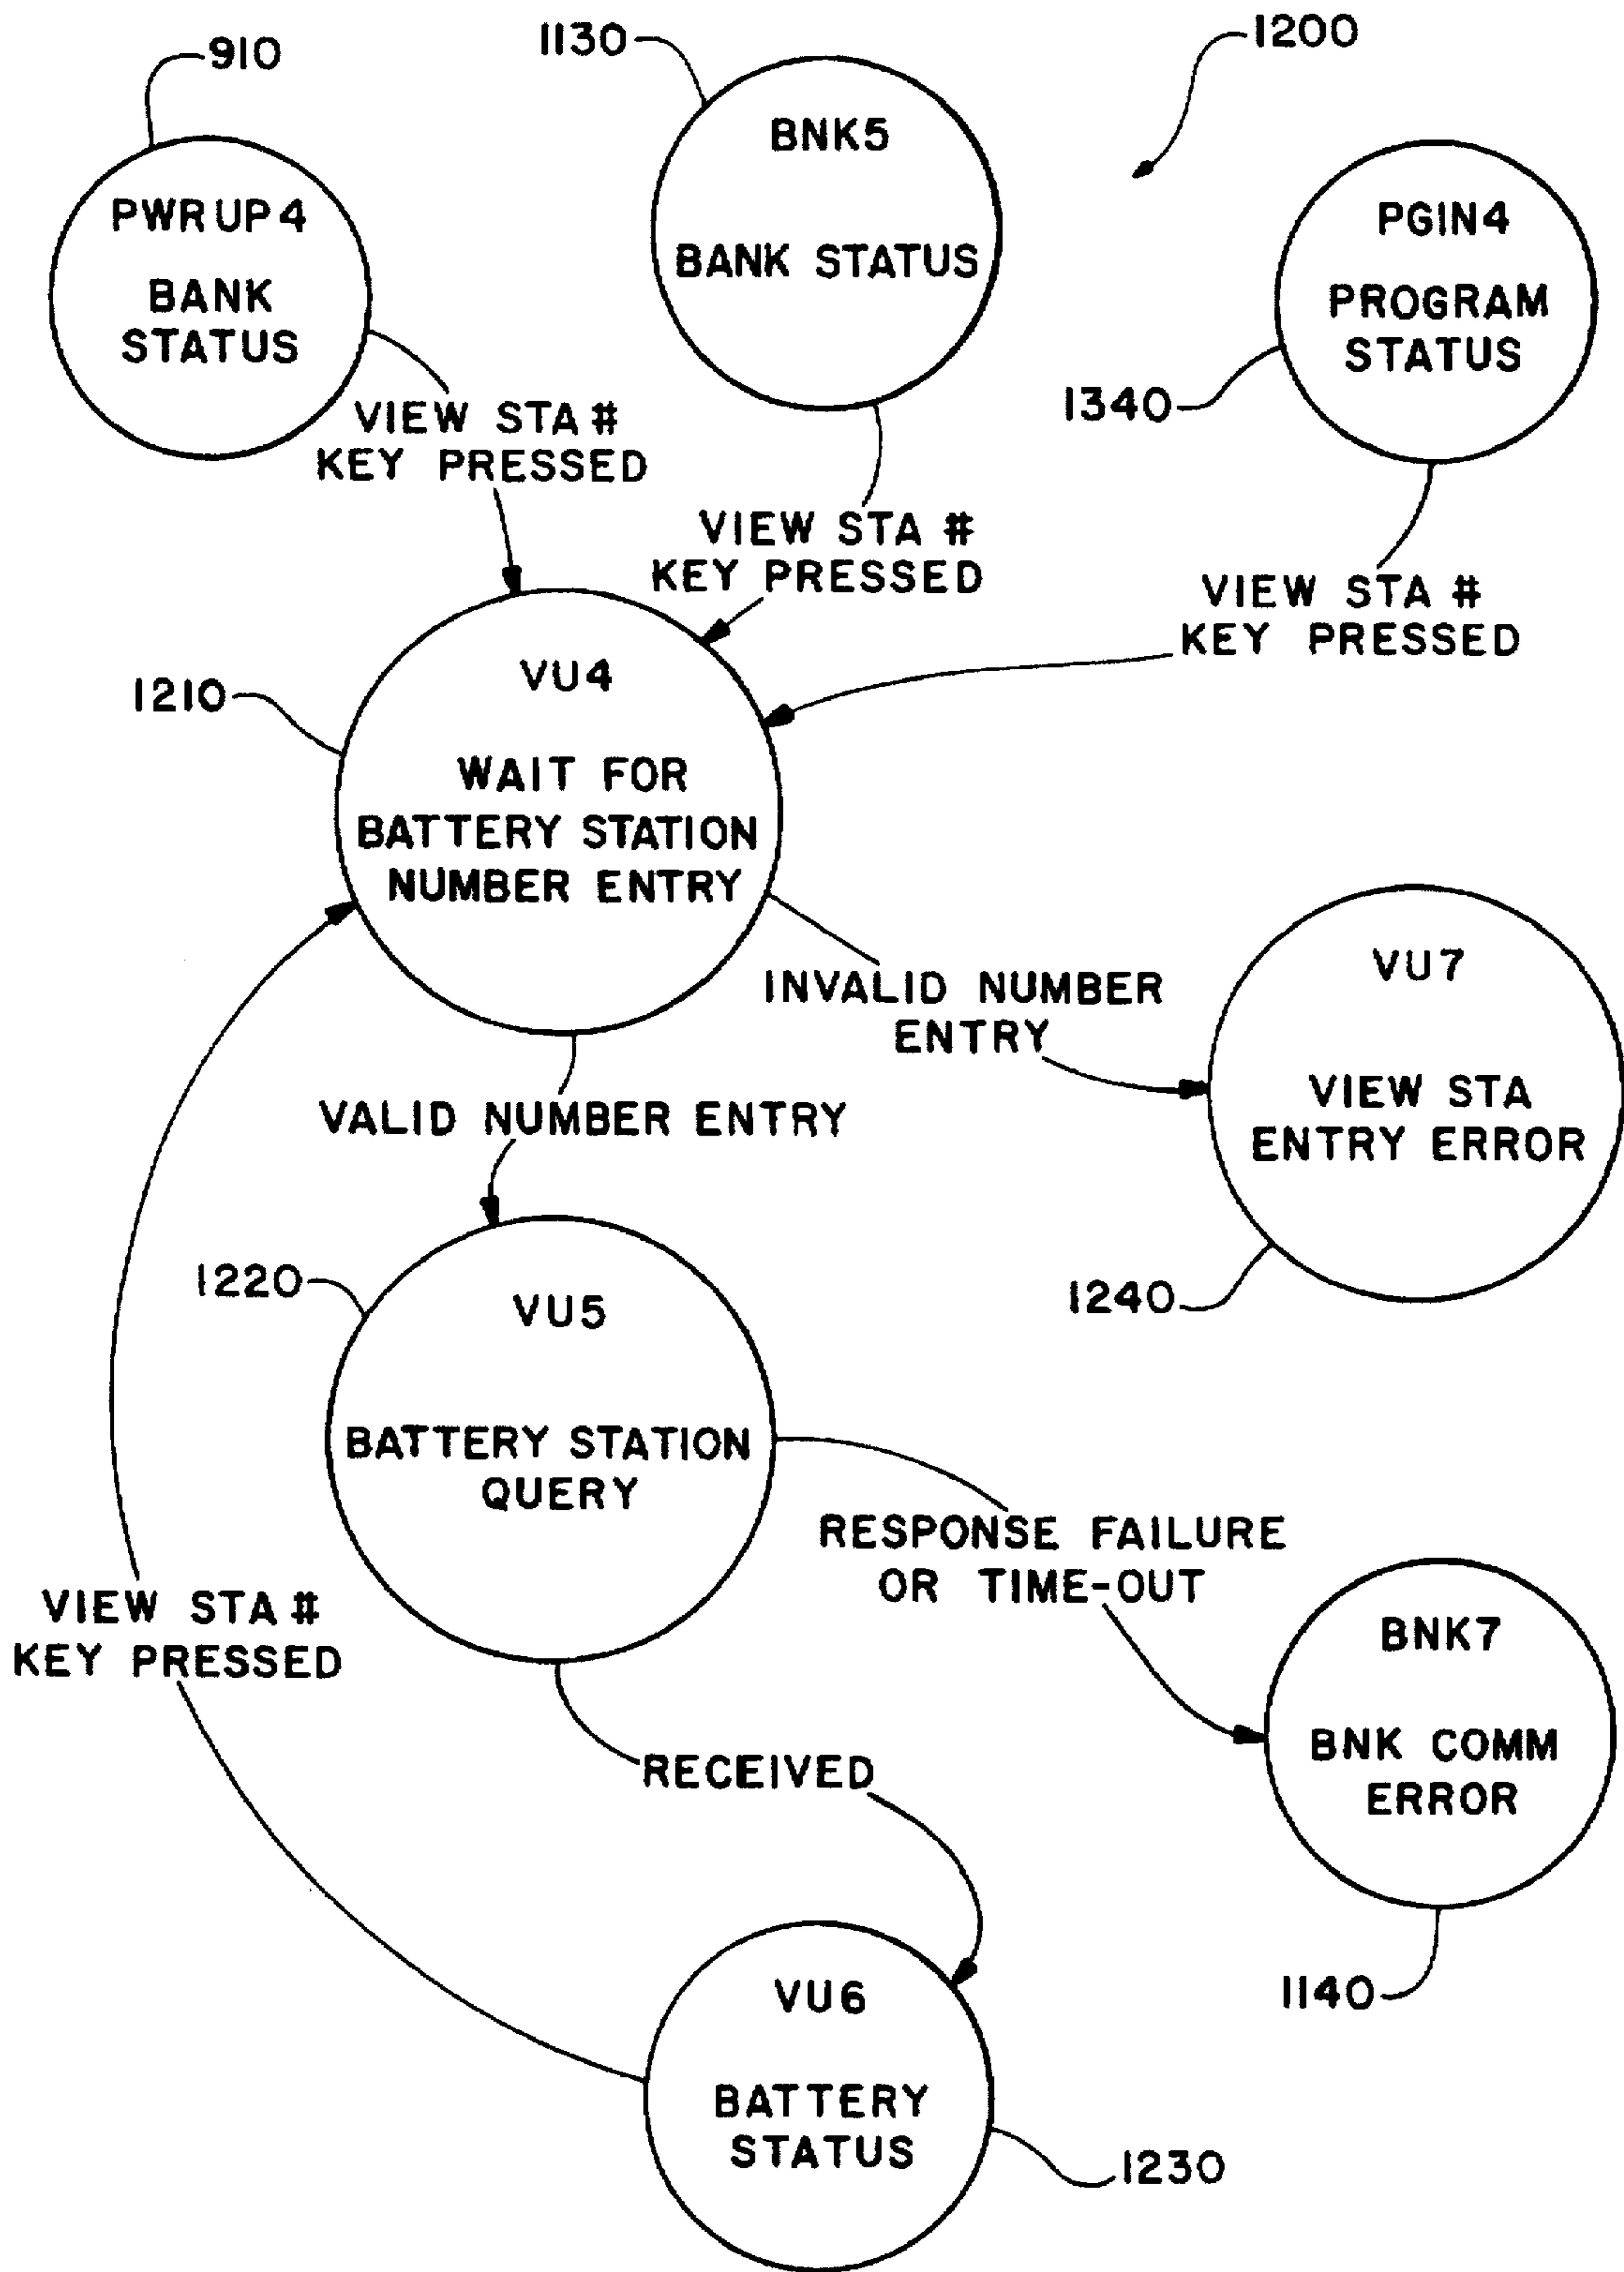 910
1130
1200
PWRUP4
BANK
STATUS
BNK5
BANK STATUS
PGIN4
PROGRAM
STATUS
1340
VIEW STA #
KEY PRESSED
VIEW STA #
KEY PRESSED
VIEW STA #
KEY PRESSED
1210
VU4
WAIT FOR
BATTERY STATION
NUMBER ENTRY
INVALID NUMBER
ENTRY
VU7
VIEW STA
ENTRY ERROR
1240
VALID NUMBER ENTRY
1220
VU5
BATTERY STATION
QUERY
RESPONSE FAILURE
OR TIME-OUT
BNK7
BNK COMM
ERROR
1140
VIEW STA #
KEY PRESSED
RECEIVED
VU6
BATTERY
STATUS
1230